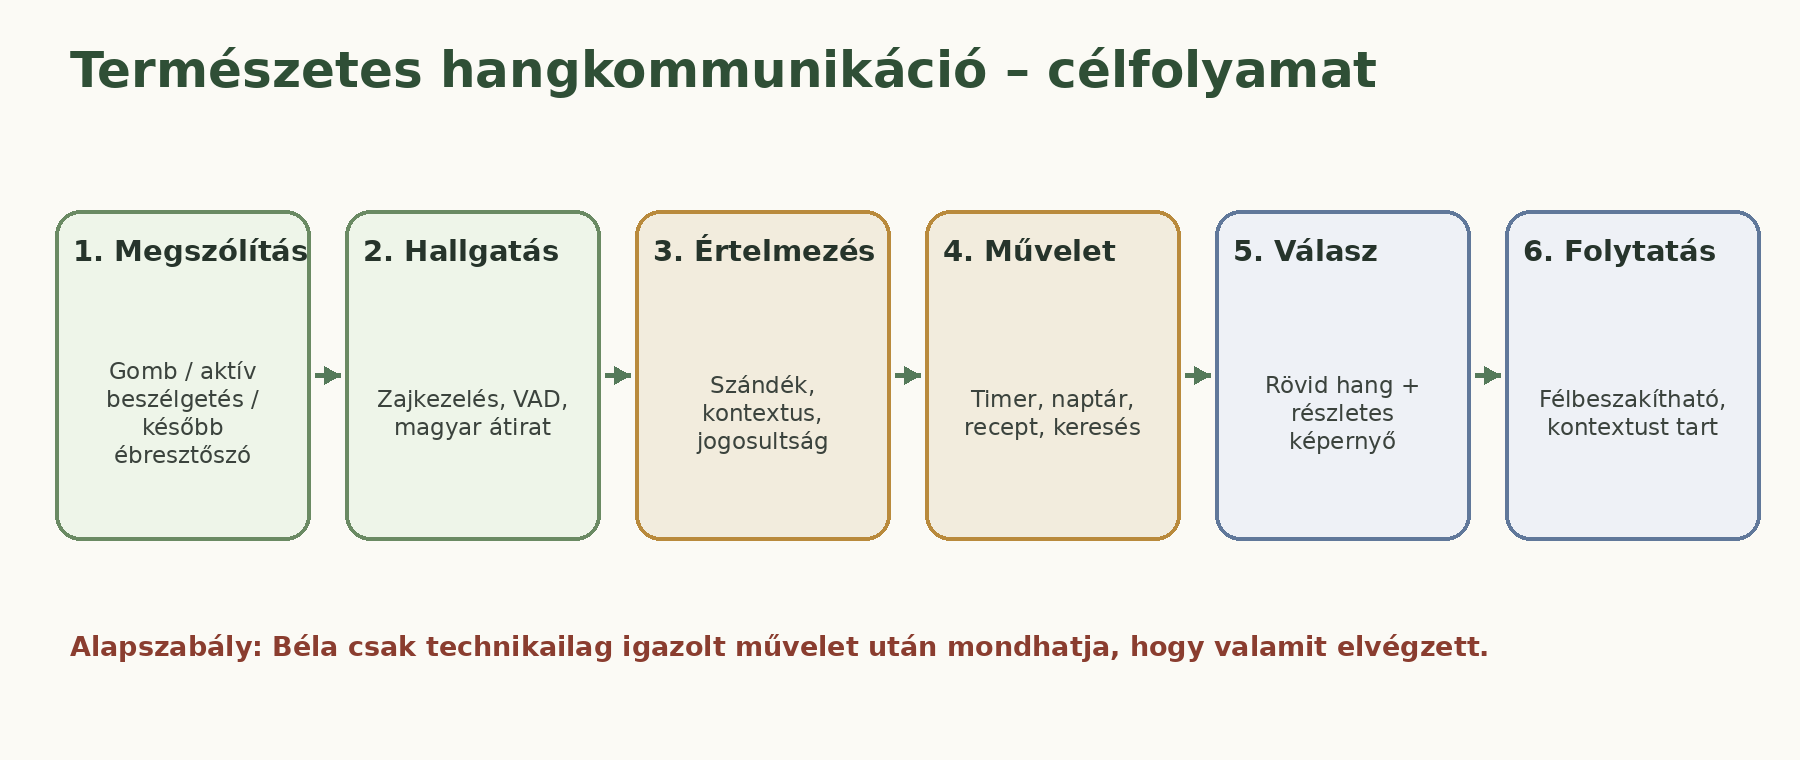 Természetes hangkommunikáció – célfolyamat
1. Megszólítás
Gomb / aktív
beszélgetés /
később
ébresztőszó
2. Hallgatás
Zajkezelés, VAD,
magyar átirat
3. Értelmezés
Szándék,
kontextus,
jogosultság
4. Művelet
Timer, naptár,
recept, keresés
5. Válasz
Rövid hang +
részletes
képernyő
6. Folytatás
Félbeszakítható,
kontextust tart
Alapszabály: Béla csak technikailag igazolt művelet után mondhatja, hogy valamit elvégzett.